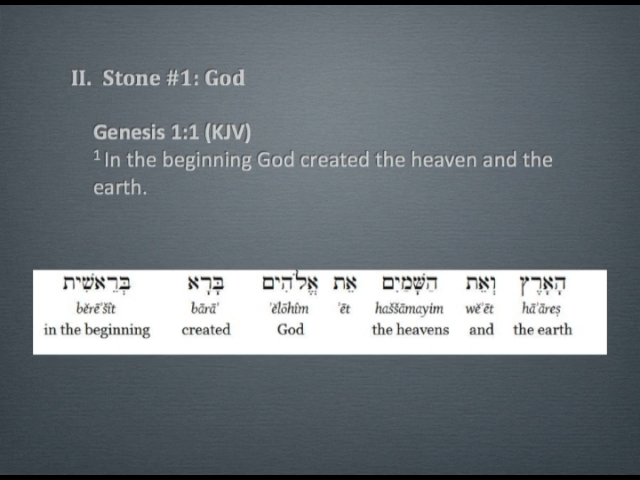 II. Stone #1: God
Genesis 1:1 (KJV)
1 In the beginning God created the heaven and the
earth.
בְּרֵאשִׁית בָּרָא אֱלֹהִים אֵת הַשָּׁמַיִם וְאֵת הָאָרֶץ
bĕrē'šît bārā' 'ĕlōhîm 'ēt haššāmayim wĕ'ēt hā'āreṣ
in the beginning created God the heavens and the earth